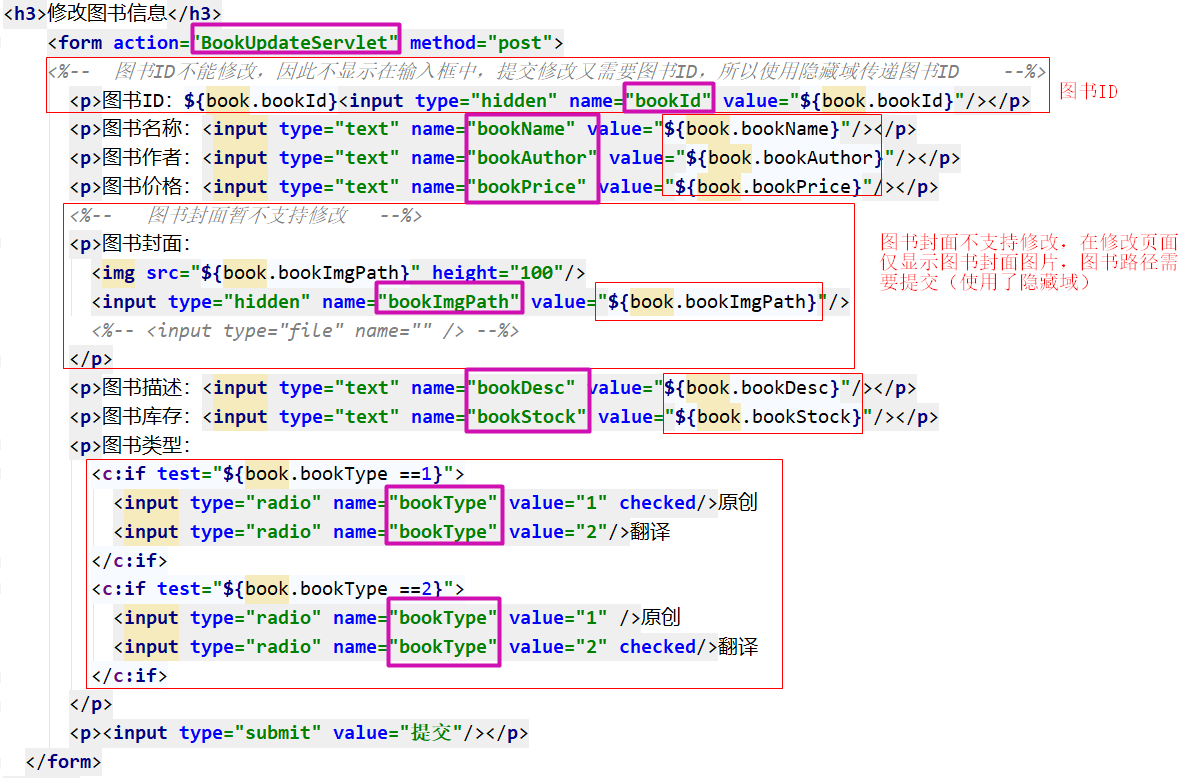 <h3>修改图书信息</h3>
<form action="BookUpdateServlet" method="post">
<%--   图书ID不能修改，因此不显示在输入框中，提交修改又需要图书ID，所以使用隐藏域传递图书ID   --%>
<p>图书ID：${book.bookId}<input type="hidden" name="bookId" value="${book.bookId}"/></p>
图书ID
<p>图书名称：<input type="text" name="bookName" value="${book.bookName}"/></p>
<p>图书作者：<input type="text" name="bookAuthor" value="${book.bookAuthor}"/></p>
<p>图书价格：<input type="text" name="bookPrice" value="${book.bookPrice}"/></p>
<%--   图书封面暂不支持修改   --%>
<p>图书封面：
<img src="${book.bookImgPath}" height="100"/>
<input type="hidden" name="bookImgPath" value="${book.bookImgPath}"/>
<%-- <input type="file" name="" /> --%>
</p>
图书封面不支持修改，在修改页面
仅显示图书封面图片，图书路径需
要提交（使用了隐藏域）
<p>图书描述：<input type="text" name="bookDesc" value="${book.bookDesc}"/></p>
<p>图书库存：<input type="text" name="bookStock" value="${book.bookStock}"/></p>
<p>图书类型：
<c:if test="${book.bookType ==1}">
<input type="radio" name="bookType" value="1" checked/>原创
<input type="radio" name="bookType" value="2"/>翻译
</c:if>
<c:if test="${book.bookType ==2}">
<input type="radio" name="bookType" value="1" />原创
<input type="radio" name="bookType" value="2" checked/>翻译
</c:if>
</p>
<p><input type="submit" value="提交"/></p>
</form>